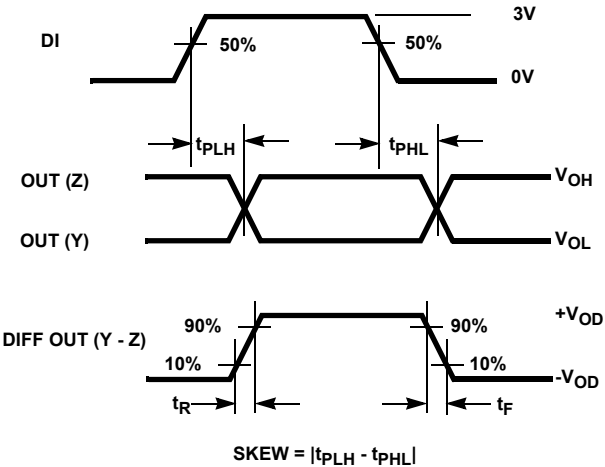 3V
DI
50%
50%
0V
tPLH
tPHL
OUT (Z)
VOH
OUT (Y)
VOL
+VOD
90%
90%
DIFF OUT (Y - Z)
10%
10%
-VOD
tR
tF
SKEW = |tPLH - tPHL|